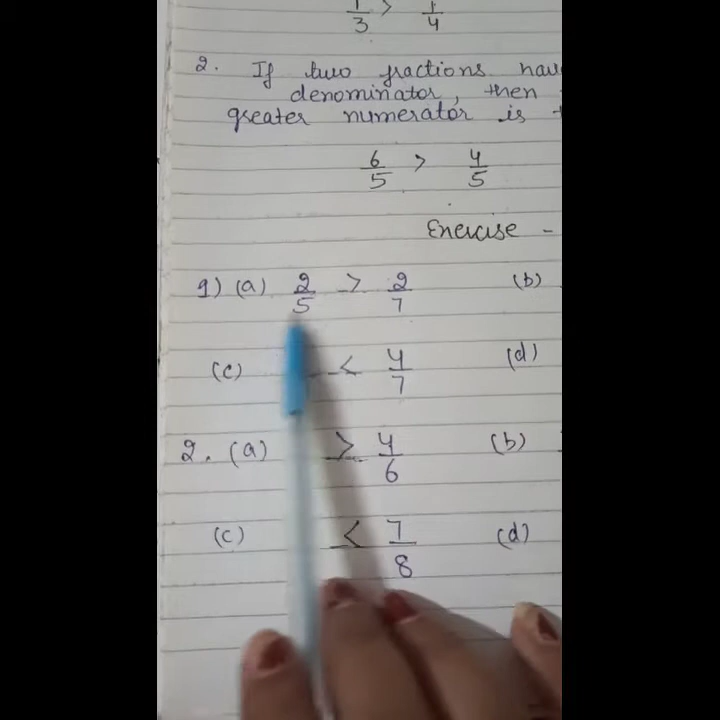 1/3 > 1/4
2. If two fractions hav
denominator, then
greater numerator is
6/5 > 4/5
Exercise -
1) (a) 2/5 > 2/7 (b)
(c) < 4/7 (d)
2. (a) > 4/6 (b)
(c) < 7/8 (d)